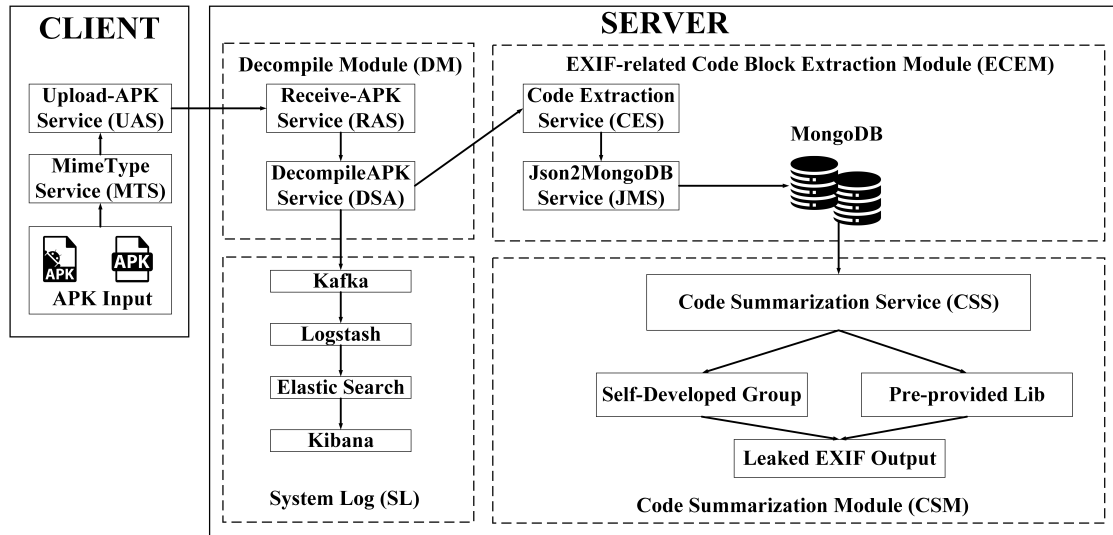 CLIENT
Upload-APK
Service (UAS)
MimeType
Service (MTS)
APK
APK
APK Input
SERVER
Decompile Module (DM)
Receive-APK
Service (RAS)
DecompileAPK
Service (DSA)
Kafka
Logstash
Elastic Search
Kibana
System Log (SL)
EXIF-related Code Block Extraction Module (ECEM)
Code Extraction
Service (CES)
Json2MongoDB
Service (JMS)
MongoDB
Code Summarization Service (CSS)
Self-Developed Group
Pre-provided Lib
Leaked EXIF Output
Code Summarization Module (CSM)